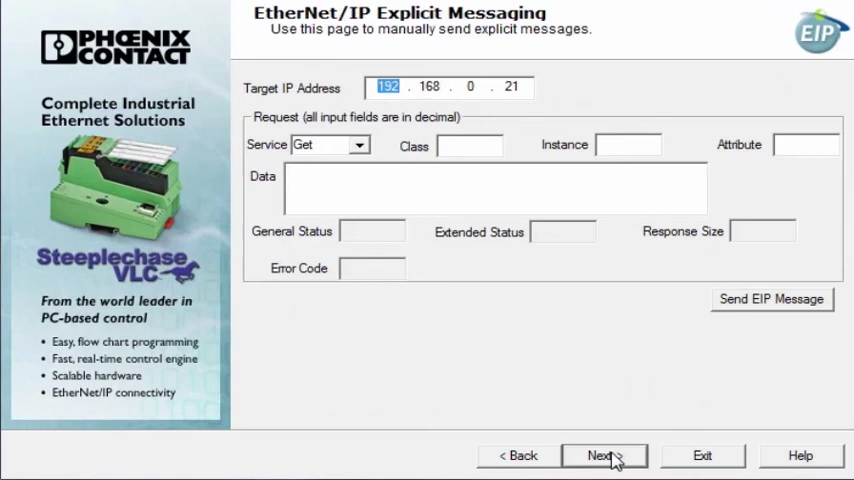 PHŒNIX
CONTACT
Complete Industrial
Ethernet Solutions
Steeplechase
VLC
From the world leader in
PC-based control
• Easy, flow chart programming
• Fast, real-time control engine
• Scalable hardware
• EtherNet/IP connectivity
EtherNet/IP Explicit Messaging
Use this page to manually send explicit messages.
EIP
Target IP Address 192 . 168 . 0 . 21
Request (all input fields are in decimal)
Service Get Class Instance Attribute
Data
General Status Extended Status Response Size
Error Code
Send EIP Message
< Back Next > Exit Help